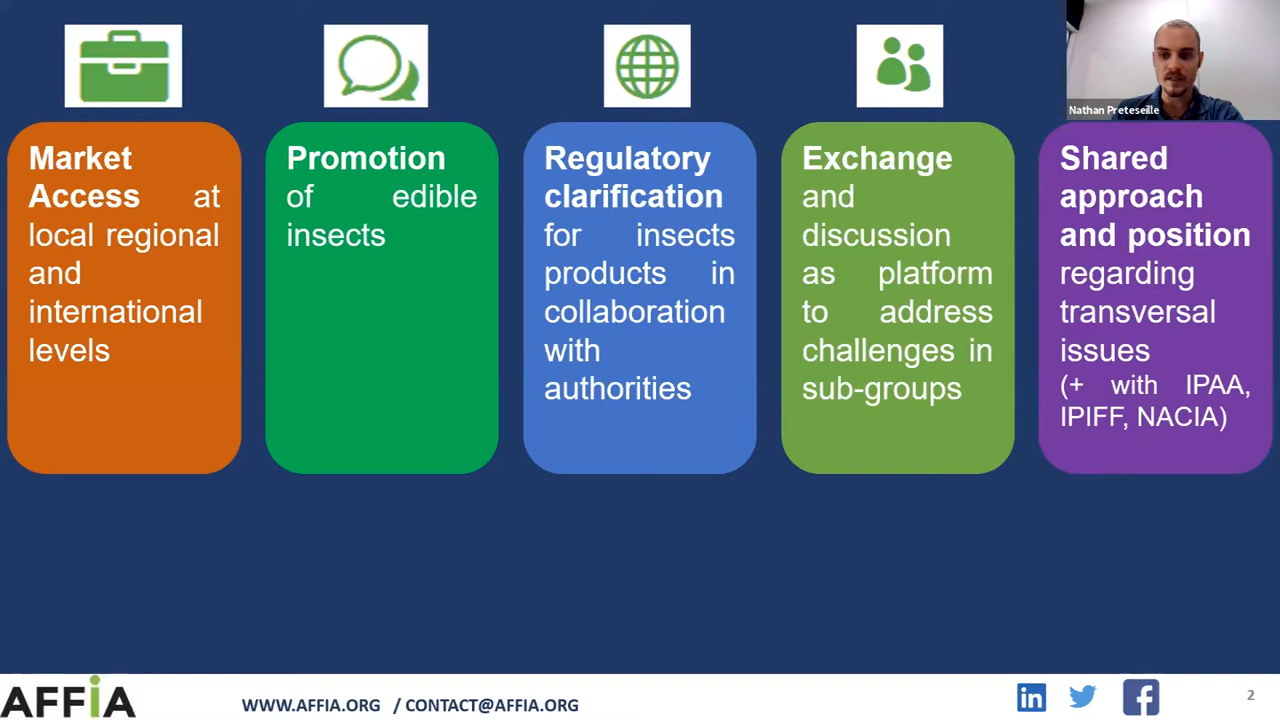 Nathan Preteseille
Market
Access at
local regional
and
international
levels
Promotion
of edible
insects
Regulatory
clarification
for insects
products in
collaboration
with
authorities
Exchange
and
discussion
as platform
to address
challenges in
sub-groups
Shared
approach
and position
regarding
transversal
issues
(+ with IPAA,
IPIFF, NACIA)
AFFiA
WWW.AFFIA.ORG / CONTACT@AFFIA.ORG
in
f
2